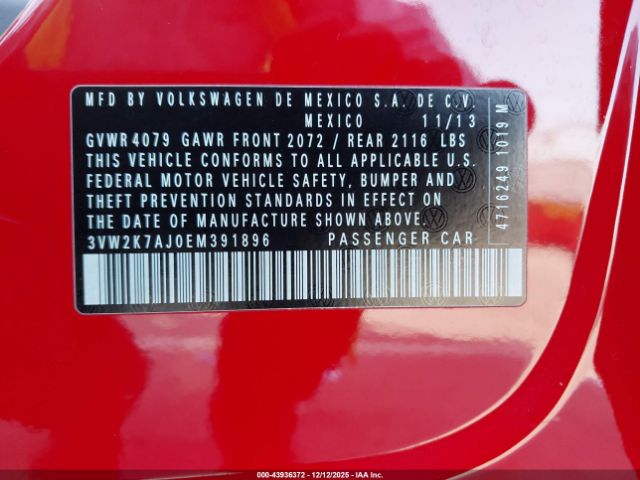 MFD BY VOLKSWAGEN DE MEXICO S.A. DE C.V.
MEXICO 11/13
GVWR 4079 GAWR FRONT 2072 / REAR 2116 LBS
THIS VEHICLE CONFORMS TO ALL APPLICABLE U.S.
FEDERAL MOTOR VEHICLE SAFETY, BUMPER AND
THEFT PREVENTION STANDARDS IN EFFECT ON
THE DATE OF MANUFACTURE SHOWN ABOVE.
3VW2K7AJ0EM391896 PASSENGER CAR
4716249 1019 M
000-43936372 | 12/12/2025 | IAA Inc.